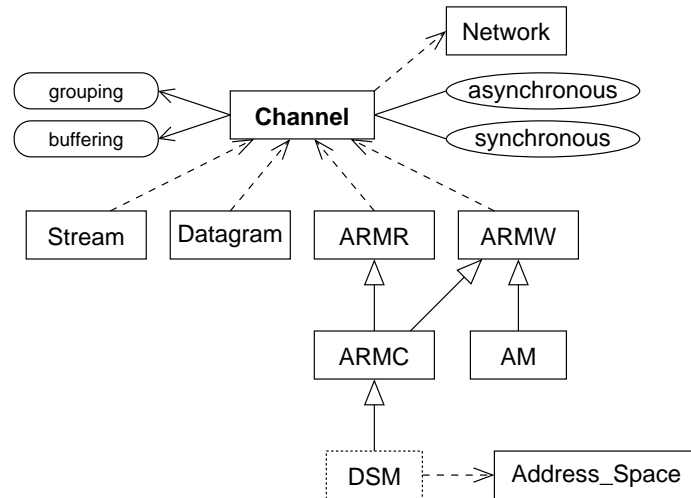 Network
grouping
asynchronous
Channel
buffering
synchronous
Stream
Datagram
ARMR
ARMW
ARMC
AM
DSM
Address_Space